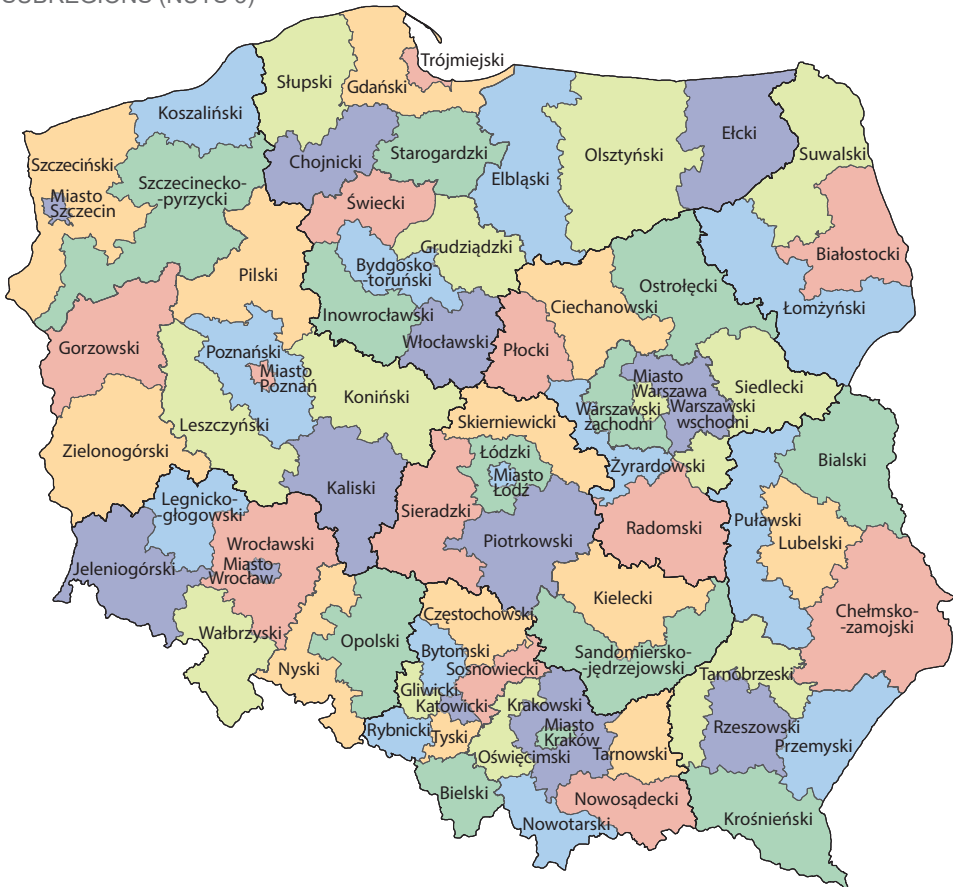 SUBREGIONS (NUTS 3)
Trójmiejski
Słupski
Gdański
Koszaliński
Ełcki
Szczeciński
Chojnicki
Starogardzki
Olsztyński
Suwalski
Elbląski
Szczecinecko-
-pyrzycki
Miasto
Szczecin
Świecki
Grudziądzki
Białostocki
Bydgosko-
toruński
Pilski
Ostrołęcki
Ciechanowski
Łomżyński
Inowrocławski
Włocławski
Płocki
Gorzowski
Poznański
Miasto
Poznań
Miasto
Warszawa
Siedlecki
Koniński
Warszawski
zachodni
Warszawski
wschodni
Leszczyński
Skierniewicki
Zielonogórski
Łódzki
Miasto
Łódź
Żyrardowski
Bialski
Kaliski
Legnicko-
-głogowski
Sieradzki
Radomski
Puławski
Piotrkowski
Lubelski
Wrocławski
Miasto
Wrocław
Jeleniogórski
Kielecki
Chełmsko-
-zamojski
Częstochowski
Wałbrzyski
Opolski
Bytomski
Sandomiersko-
-jędrzejowski
Nyski
Sosnowiecki
Tarnobrzeski
Gliwicki
Katowicki
Krakowski
Rybnicki
Tyski
Miasto
Kraków
Rzeszowski
Przemyski
Oświęcimski
Tarnowski
Bielski
Nowosądecki
Nowotarski
Krośnieński